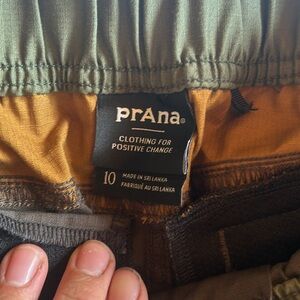 prAna®
CLOTHING FOR
POSITIVE CHANGE
10
MADE IN SRI LANKA
FABRIQUÉ AU SRI LANKA